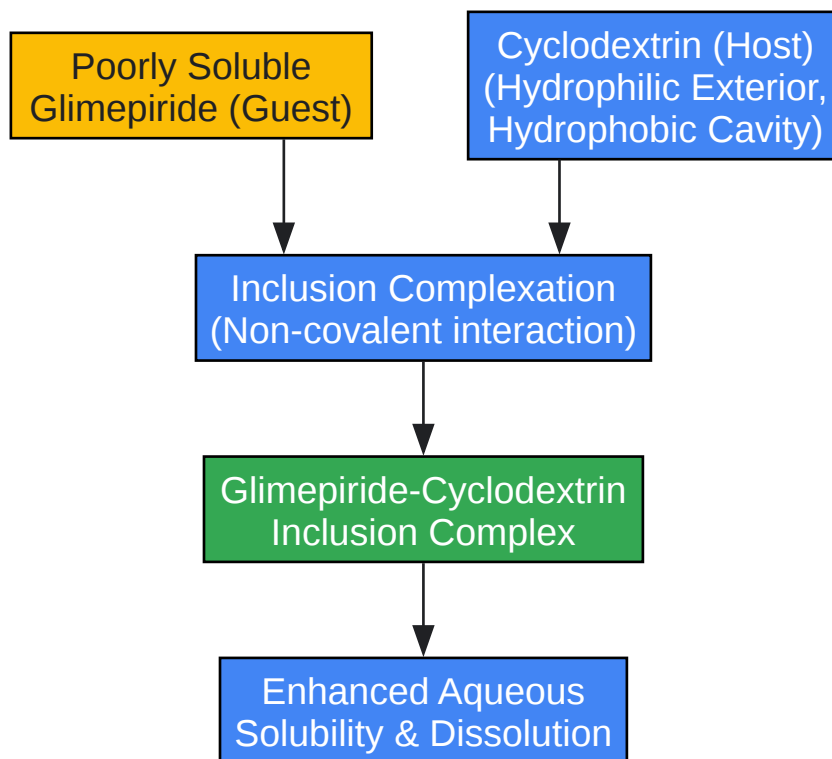 Poorly Soluble
Glimepiride (Guest)
Cyclodextrin (Host)
(Hydrophilic Exterior,
Hydrophobic Cavity)
Inclusion Complexation
(Non-covalent interaction)
Glimepiride-Cyclodextrin
Inclusion Complex
Enhanced Aqueous
Solubility & Dissolution